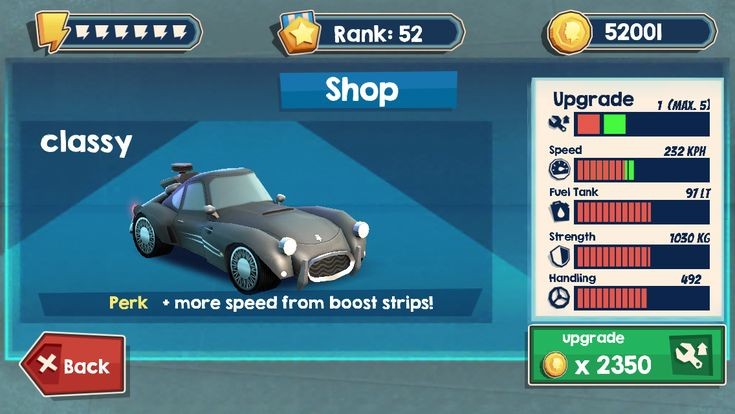 Rank: 52
52001
Shop
classy
Perk + more speed from boost strips!
Back
Upgrade
1 (MAX. 5)
Speed 232 KPH
Fuel Tank 97 LT
Strength 1030 KG
Handling 492
upgrade
x 2350